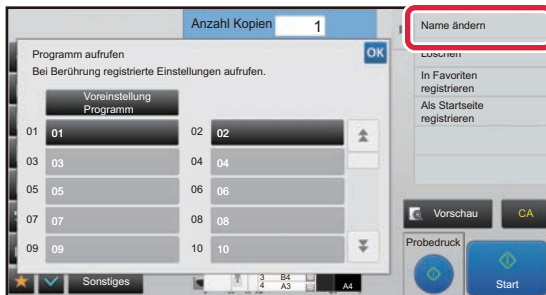 Anzahl Kopien 1
Name ändern
Programm aufrufen
OK
Bei Berührung registrierte Einstellungen aufrufen.
Löschen
In Favoriten
registrieren
Als Startseite
registrieren
Voreinstellung
Programm
01 01 02 02
03 03 04 04
05 05 06 06
07 07 08 08
09 09 10 10
Vorschau CA
Probedruck
Start
Sonstiges
3 B4
4 A3
A4